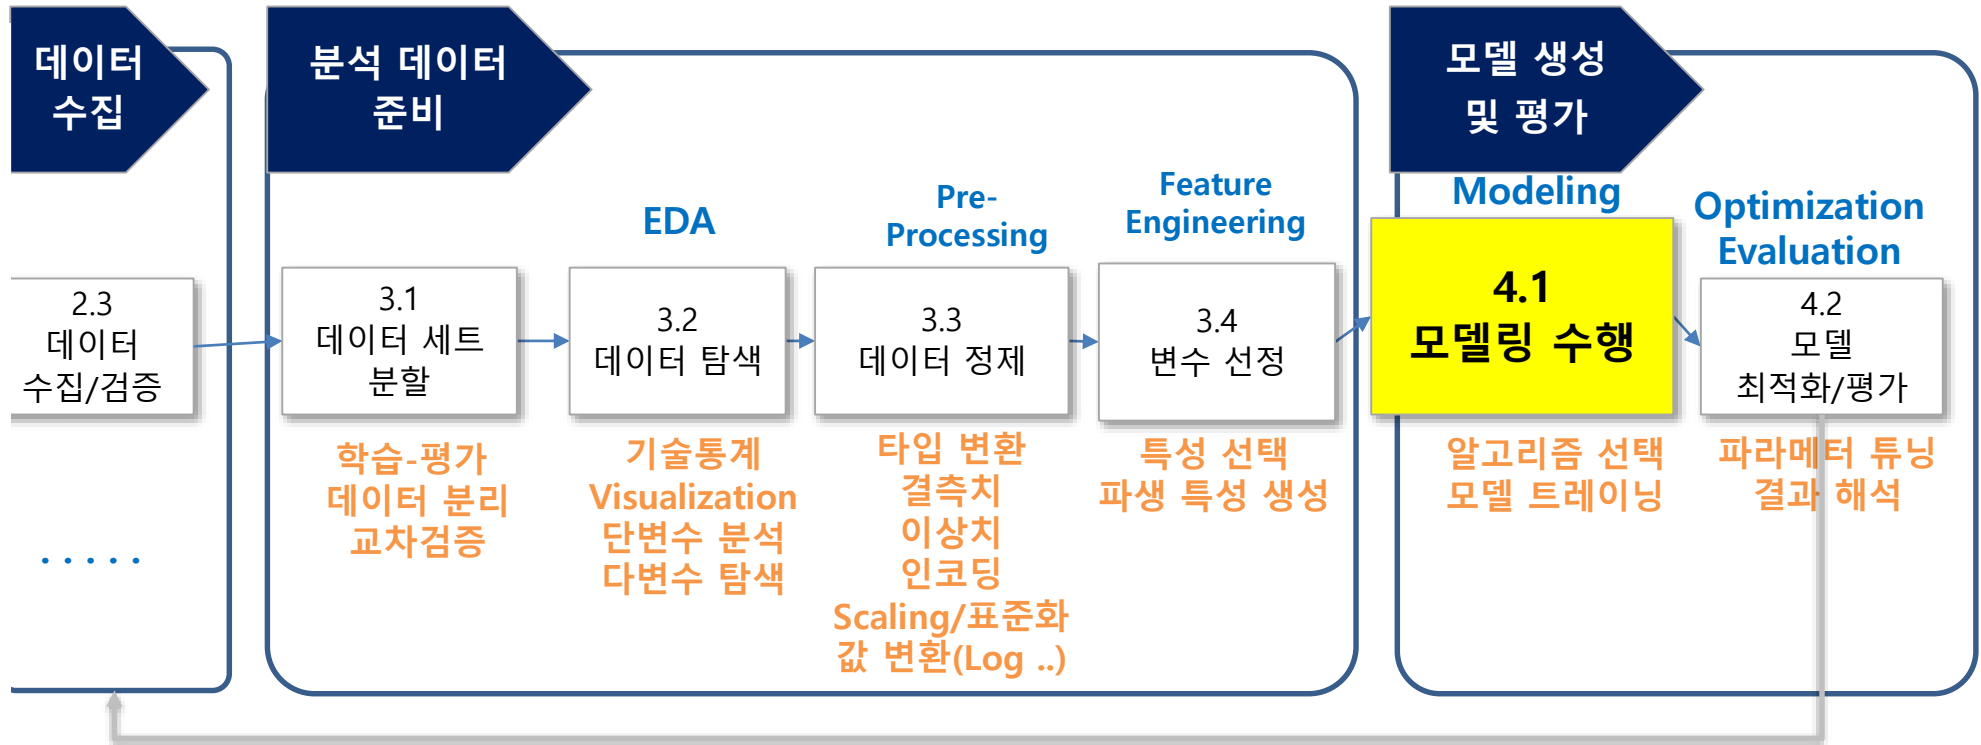 데이터
수집
분석 데이터
준비
모델 생성
및 평가
EDA
Pre-
Processing
Feature
Engineering
Modeling
Optimization
Evaluation
2.3
데이터
수집/검증
3.1
데이터 세트
분할
3.2
데이터 탐색
3.3
데이터 정제
3.4
변수 선정
4.1
모델링 수행
4.2
모델
최적화/평가
.....
학습-평가
데이터 분리
교차검증
기술통계
Visualization
단변수 분석
다변수 탐색
타입 변환
결측치
이상치
인코딩
Scaling/표준화
값 변환(Log ..)
특성 선택
파생 특성 생성
알고리즘 선택
모델 트레이닝
파라메터 튜닝
결과 해석